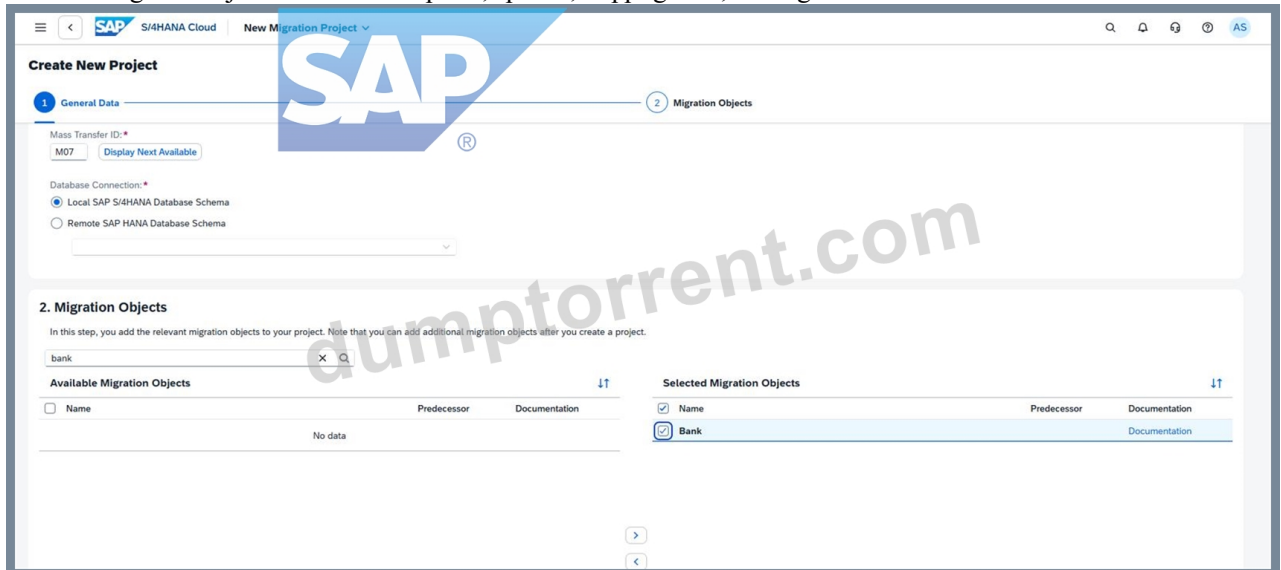 SAP S/4HANA Cloud New Migration Project AS
Create New Project
1 General Data 2 Migration Objects
SAP
®
Mass Transfer ID:*
M07 Display Next Available
Database Connection:*
Local SAP S/4HANA Database Schema
Remote SAP HANA Database Schema
dumptorrent.com
2. Migration Objects
In this step, you add the relevant migration objects to your project. Note that you can add additional migration objects after you create a project.
bank
Available Migration Objects Selected Migration Objects
Name Predecessor Documentation Name Predecessor Documentation
No data Bank Documentation